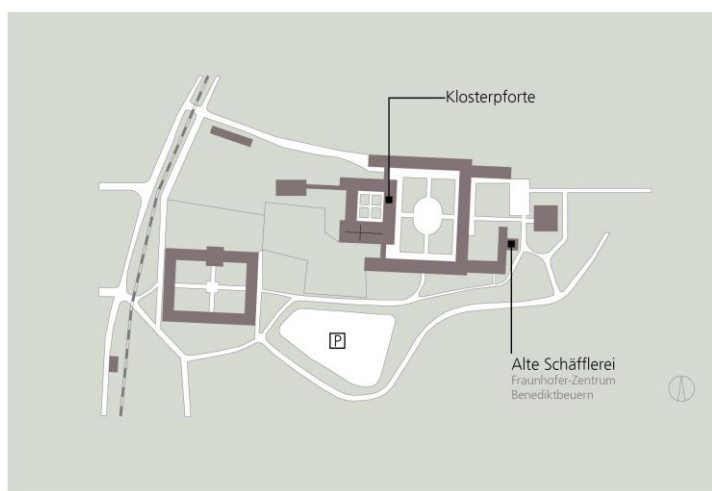 Klosterpforte
P
Alte Schäfflerei
Fraunhofer-Zentrum
Benediktbeuern